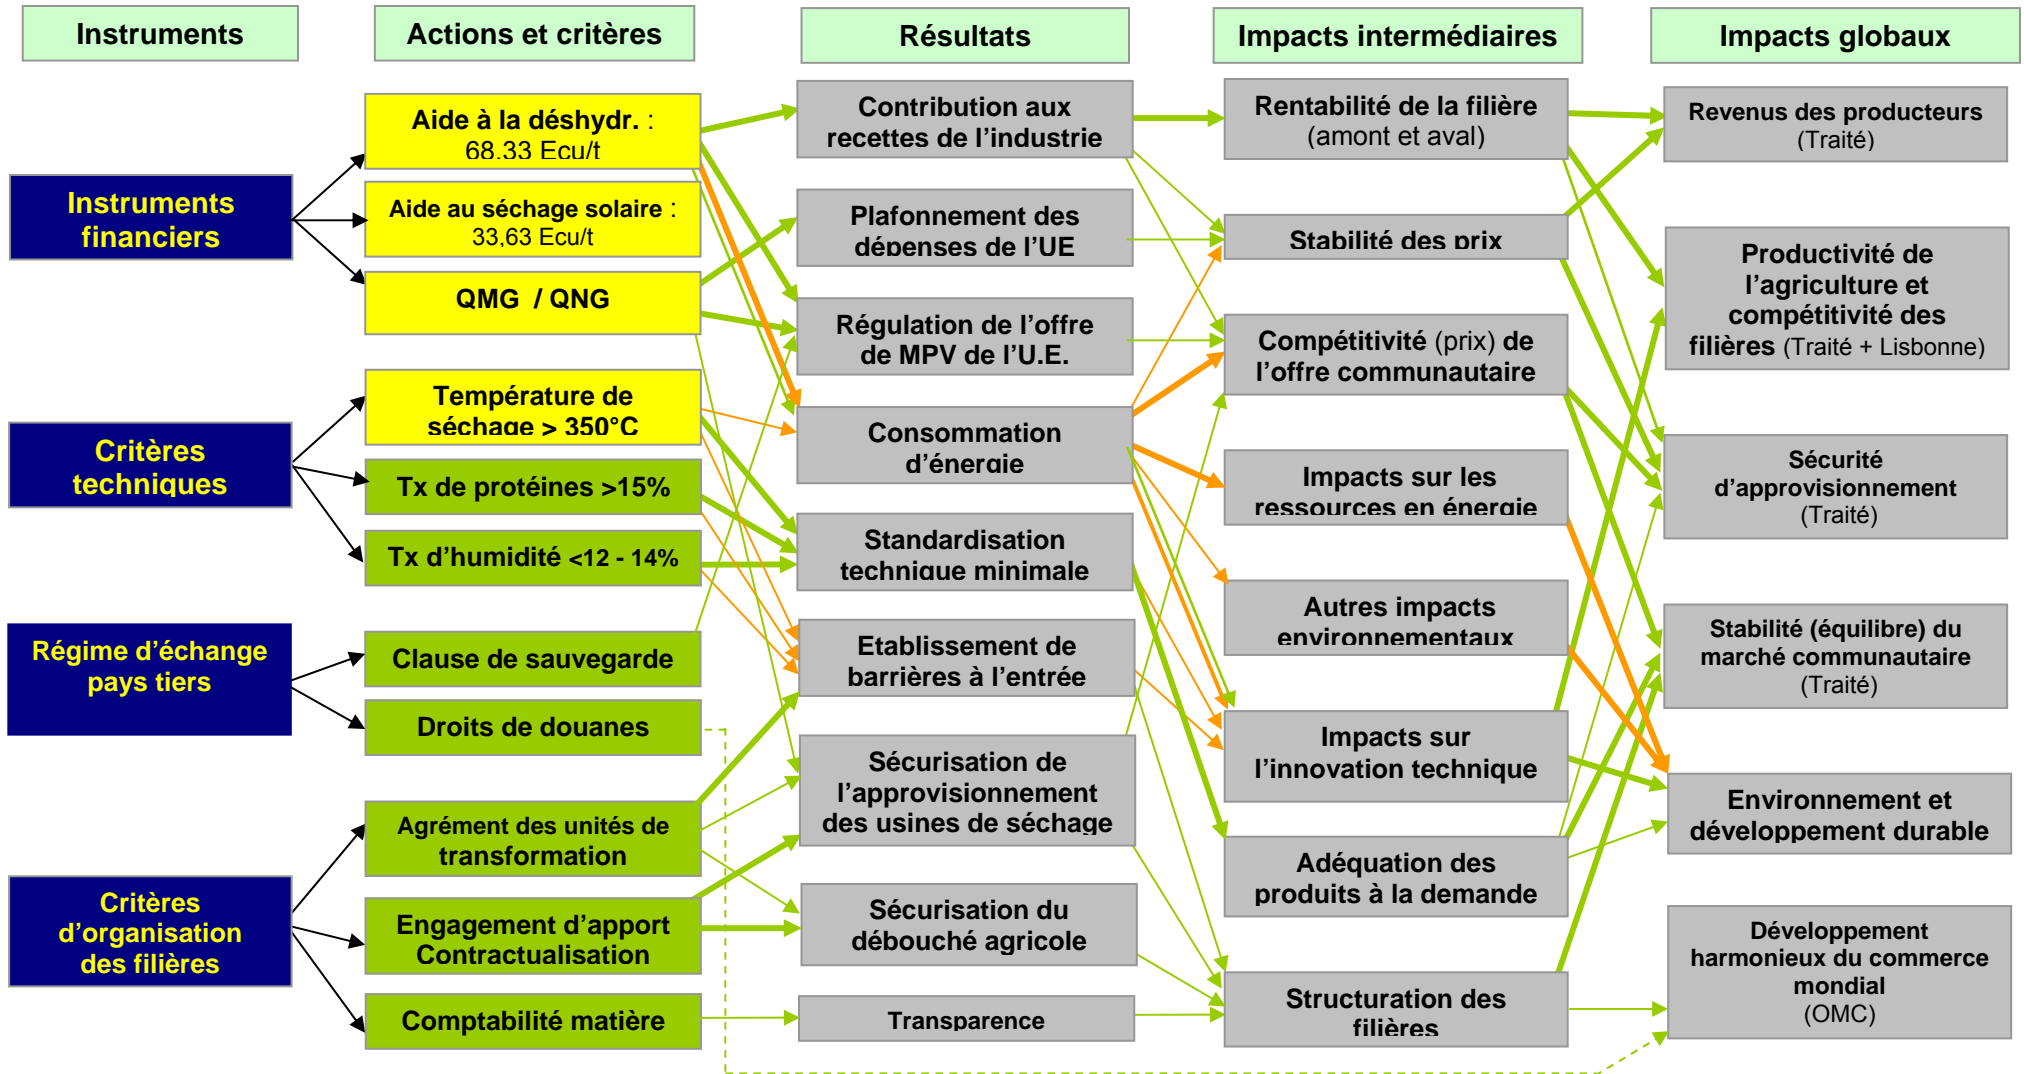 Instruments
Actions et critères
Résultats
Impacts intermédiaires
Impacts globaux
Instruments
financiers
Critères
techniques
Régime d'échange
pays tiers
Critères
d'organisation
des filières
Aide à la déshydr. :
68.33 Ecu/t
Aide au séchage solaire :
33,63 Ecu/t
QMG / QNG
Température de
séchage > 350°C
Tx de protéines >15%
Tx d'humidité <12 - 14%
Clause de sauvegarde
Droits de douanes
Agrément des unités de
transformation
Engagement d'apport
Contractualisation
Comptabilité matière
Contribution aux
recettes de l'industrie
Plafonnement des
dépenses de l'UE
Régulation de l'offre
de MPV de l'U.E.
Consommation
d'énergie
Standardisation
technique minimale
Etablissement de
barrières à l'entrée
Sécurisation de
l'approvisionnement
des usines de séchage
Sécurisation du
débouché agricole
Transparence
Rentabilité de la filière
(amont et aval)
Stabilité des prix
Compétitivité (prix) de
l'offre communautaire
Impacts sur les
ressources en énergie
Autres impacts
environnementaux
Impacts sur
l'innovation technique
Adéquation des
produits à la demande
Structuration des
filières
Revenus des producteurs
(Traité)
Productivité de
l'agriculture et
compétitivité des
filières (Traité + Lisbonne)
Sécurité
d'approvisionnement
(Traité)
Stabilité (équilibre) du
marché communautaire
(Traité)
Environnement et
développement durable
Développement
harmonieux du commerce
mondial
(OMC)